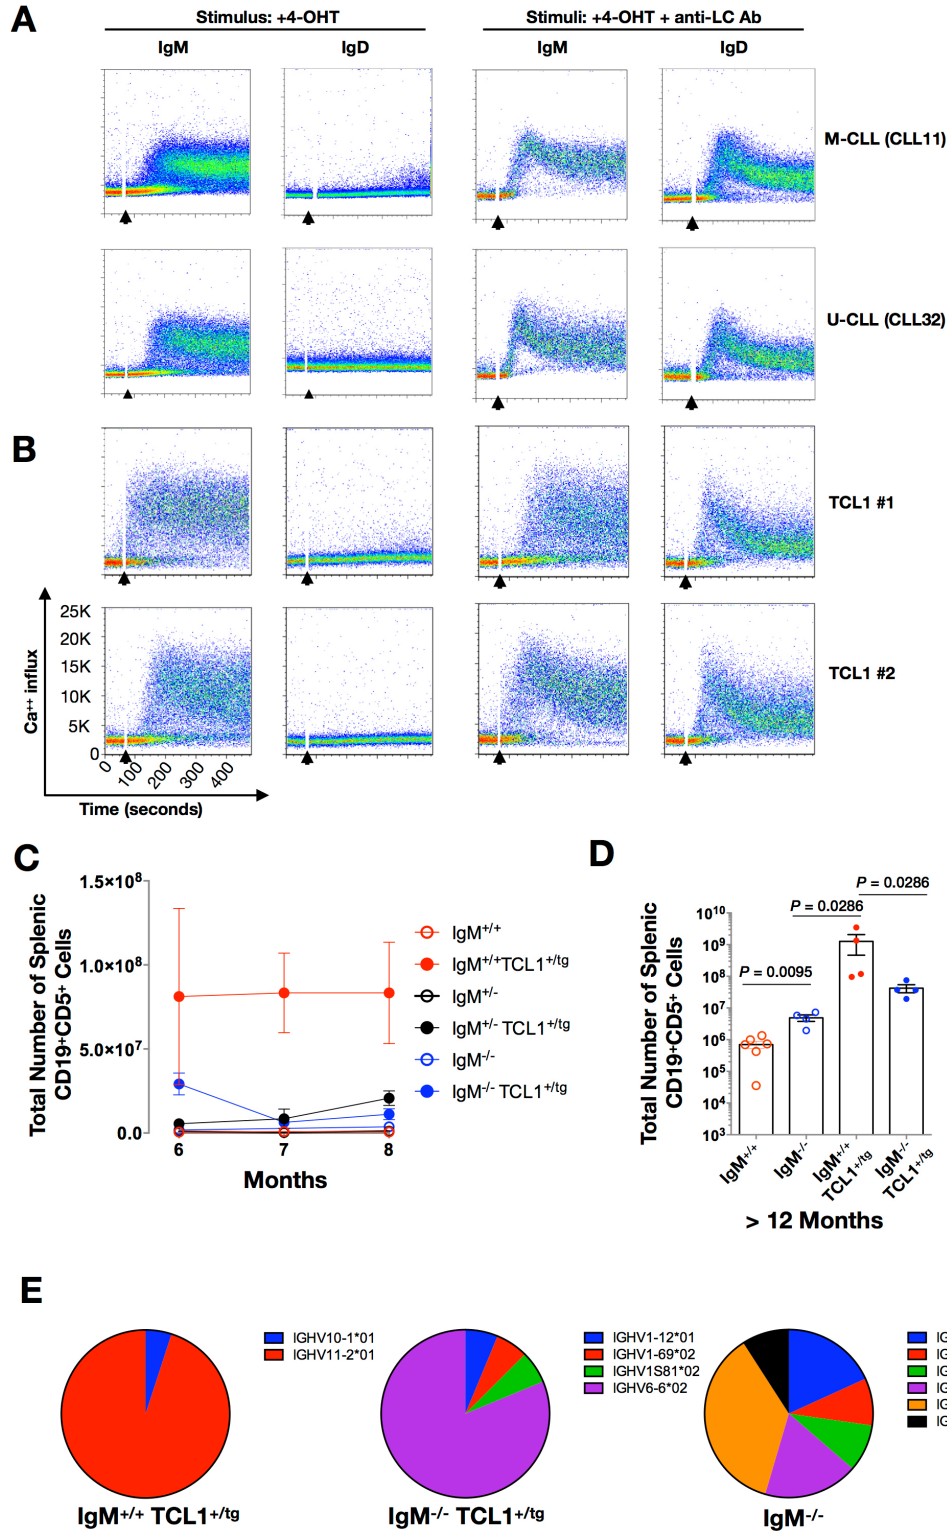 A
Stimulus: +4-OHT
Stimuli: +4-OHT + anti-LC Ab
IgM
IgD
IgM
IgD
M-CLL (CLL11)
U-CLL (CLL32)
B
TCL1 #1
TCL1 #2
Ca++ influx
25K
20K
15K
10K
5K
0
0
100
200
300
400
Time (seconds)
C
Total Number of Splenic
CD19+CD5+ Cells
1.5×10⁸
1.0×10⁸
5.0×10⁷
0.0
6
7
8
Months
IgM+/+
IgM+/+TCL1+/tg
IgM+/-
IgM+/- TCL1+/tg
IgM-/-
IgM-/- TCL1+/tg
D
Total Number of Splenic
CD19+CD5+ Cells
P = 0.0286
P = 0.0286
P = 0.0095
10¹⁰
10⁹
10⁸
10⁷
10⁶
10⁵
10⁴
10³
IgM+/+
IgM-/-
IgM+/+
TCL1+/tg
IgM-/-
TCL1+/tg
> 12 Months
E
IGHV10-1*01
IGHV11-2*01
IgM+/+ TCL1+/tg
IGHV1-12*01
IGHV1-69*02
IGHV1S81*02
IGHV6-6*02
IgM-/- TCL1+/tg
IG
IG
IG
IG
IG
IG
IgM-/-